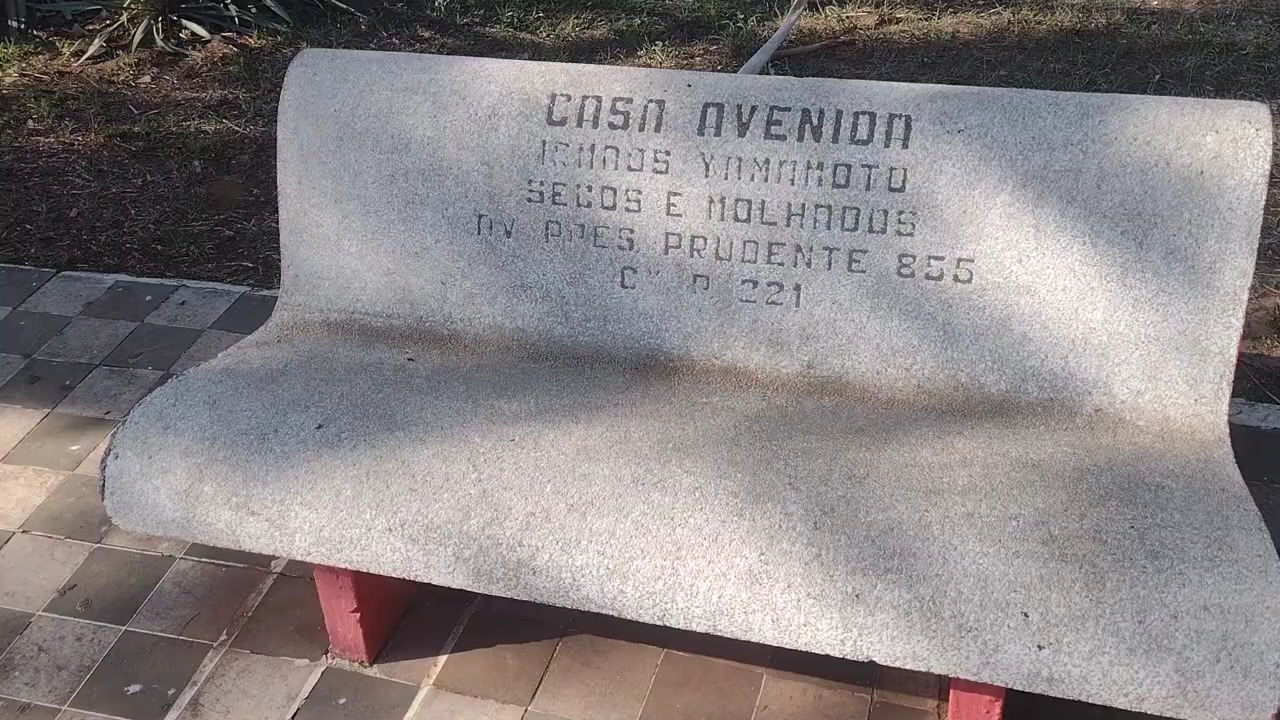 CASA AVENIDA
IRMAOS YAMAMOTO
SECOS E MOLHADOS
AV PRES. PRUDENTE 855
221